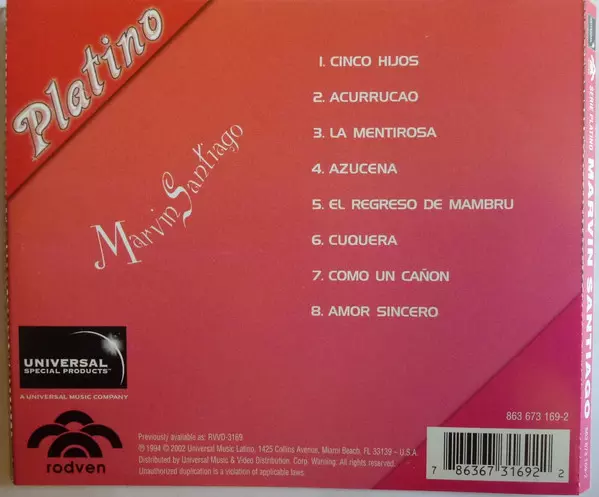 Platino
Marvin Santiago
1. CINCO HIJOS
2. ACURRUCAO
3. LA MENTIROSA
4. AZUCENA
5. EL REGRESO DE MAMBRU
6. CUQUERA
7. COMO UN CAÑON
8. AMOR SINCERO
UNIVERSAL
SPECIAL PRODUCTS
A UNIVERSAL MUSIC COMPANY
rodven
Previously available as: RVVD-3169
℗ 1994 © 2002 Universal Music Latino, 1425 Collins Avenue, Miami Beach, FL 33139 – U.S.A.
Distributed by Universal Music & Video Distribution, Corp. Warning: All rights reserved.
Unauthorized duplication is a violation of applicable laws.
863 673 169-2
7 86367 31692 2
SERIE PLATINO MARVIN SANTIAGO